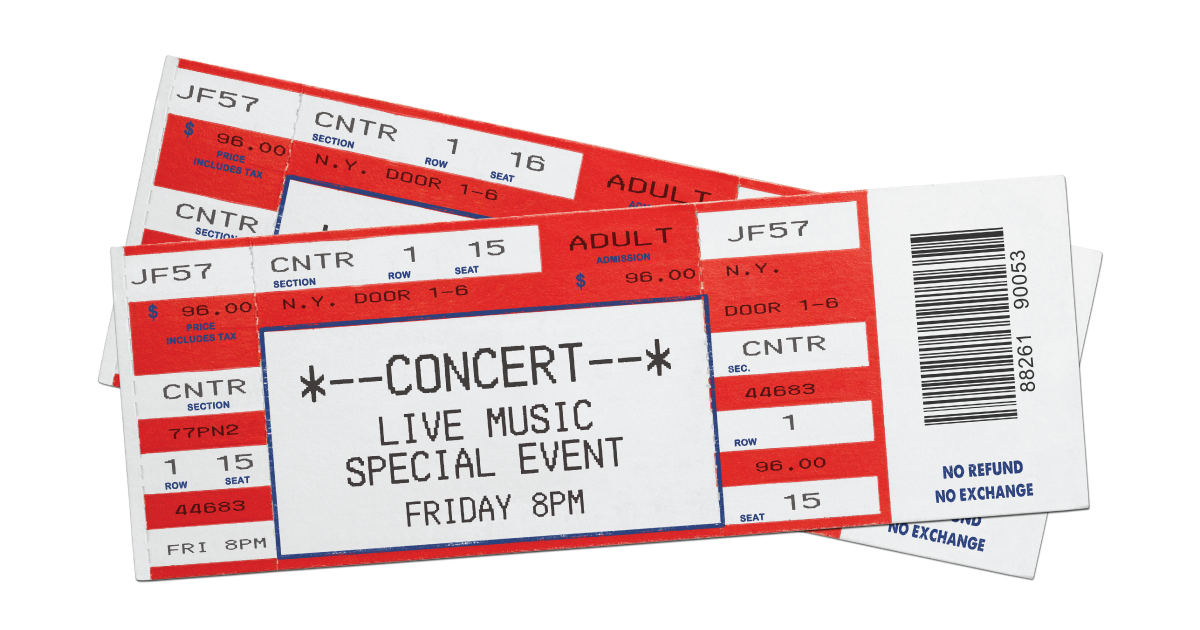 JF57
$ 96.00
PRICE
INCLUDES TAX
CNTR
SECTION
CNTR 1 16
SECTION ROW SEAT
N.Y. DOOR 1-6
ADULT
JF57
$ 96.00
PRICE
INCLUDES TAX
CNTR
SECTION
77PN2
1 15
ROW SEAT
44683
FRI 8PM
CNTR 1 15
SECTION ROW SEAT
N.Y. DOOR 1-6
ADULT
ADMISSION
$ 96.00
*--CONCERT--*
LIVE MUSIC
SPECIAL EVENT
FRIDAY 8PM
JF57
N.Y.
DOOR 1-6
CNTR
SEC.
44683
1
ROW
96.00
15
SEAT
88261 90053
NO REFUND
NO EXCHANGE
NO EXCHANGE